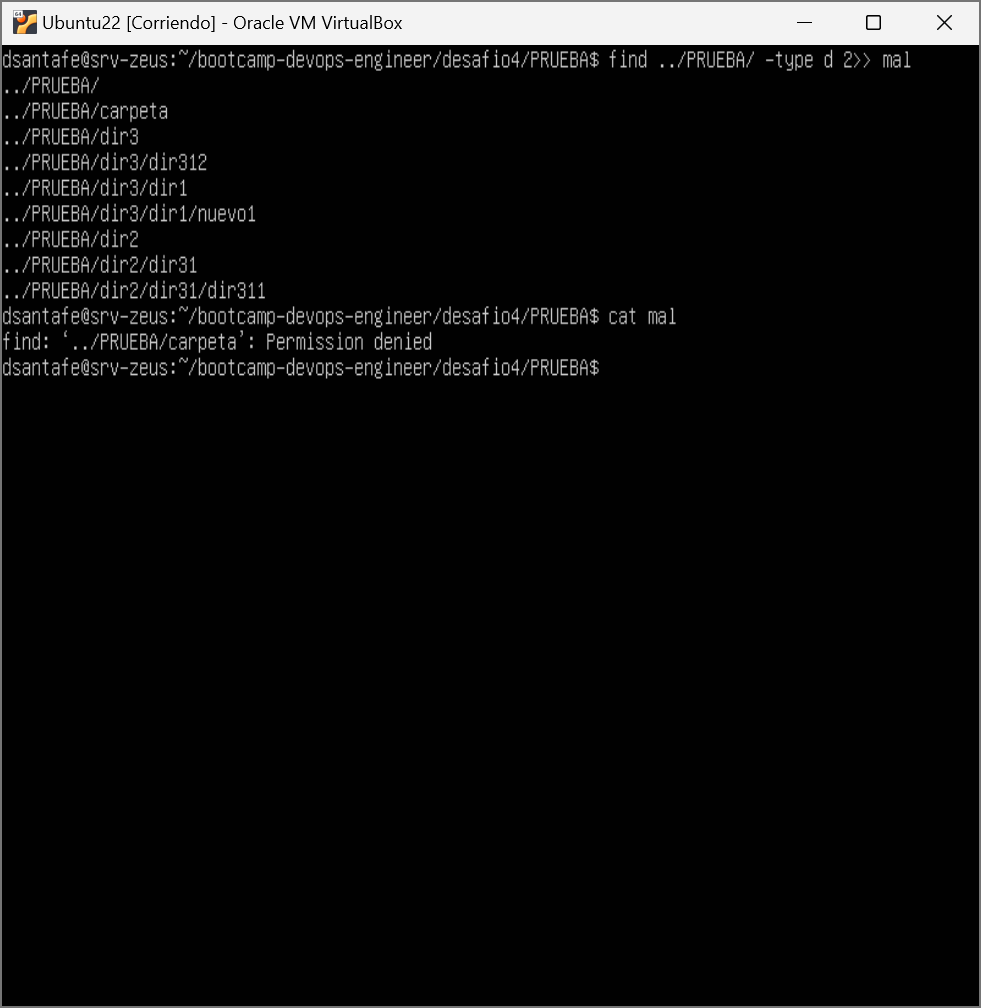 Ubuntu22 [Corriendo] - Oracle VM VirtualBox
dsantafe@srv-zeus:~/bootcamp-devops-engineer/desafio4/PRUEBA$ find ../PRUEBA/ -type d 2>> mal
../PRUEBA/
../PRUEBA/carpeta
../PRUEBA/dir3
../PRUEBA/dir3/dir312
../PRUEBA/dir3/dir1
../PRUEBA/dir3/dir1/nuevo1
../PRUEBA/dir2
../PRUEBA/dir2/dir31
../PRUEBA/dir2/dir31/dir311
dsantafe@srv-zeus:~/bootcamp-devops-engineer/desafio4/PRUEBA$ cat mal
find: ‘../PRUEBA/carpeta’: Permission denied
dsantafe@srv-zeus:~/bootcamp-devops-engineer/desafio4/PRUEBA$